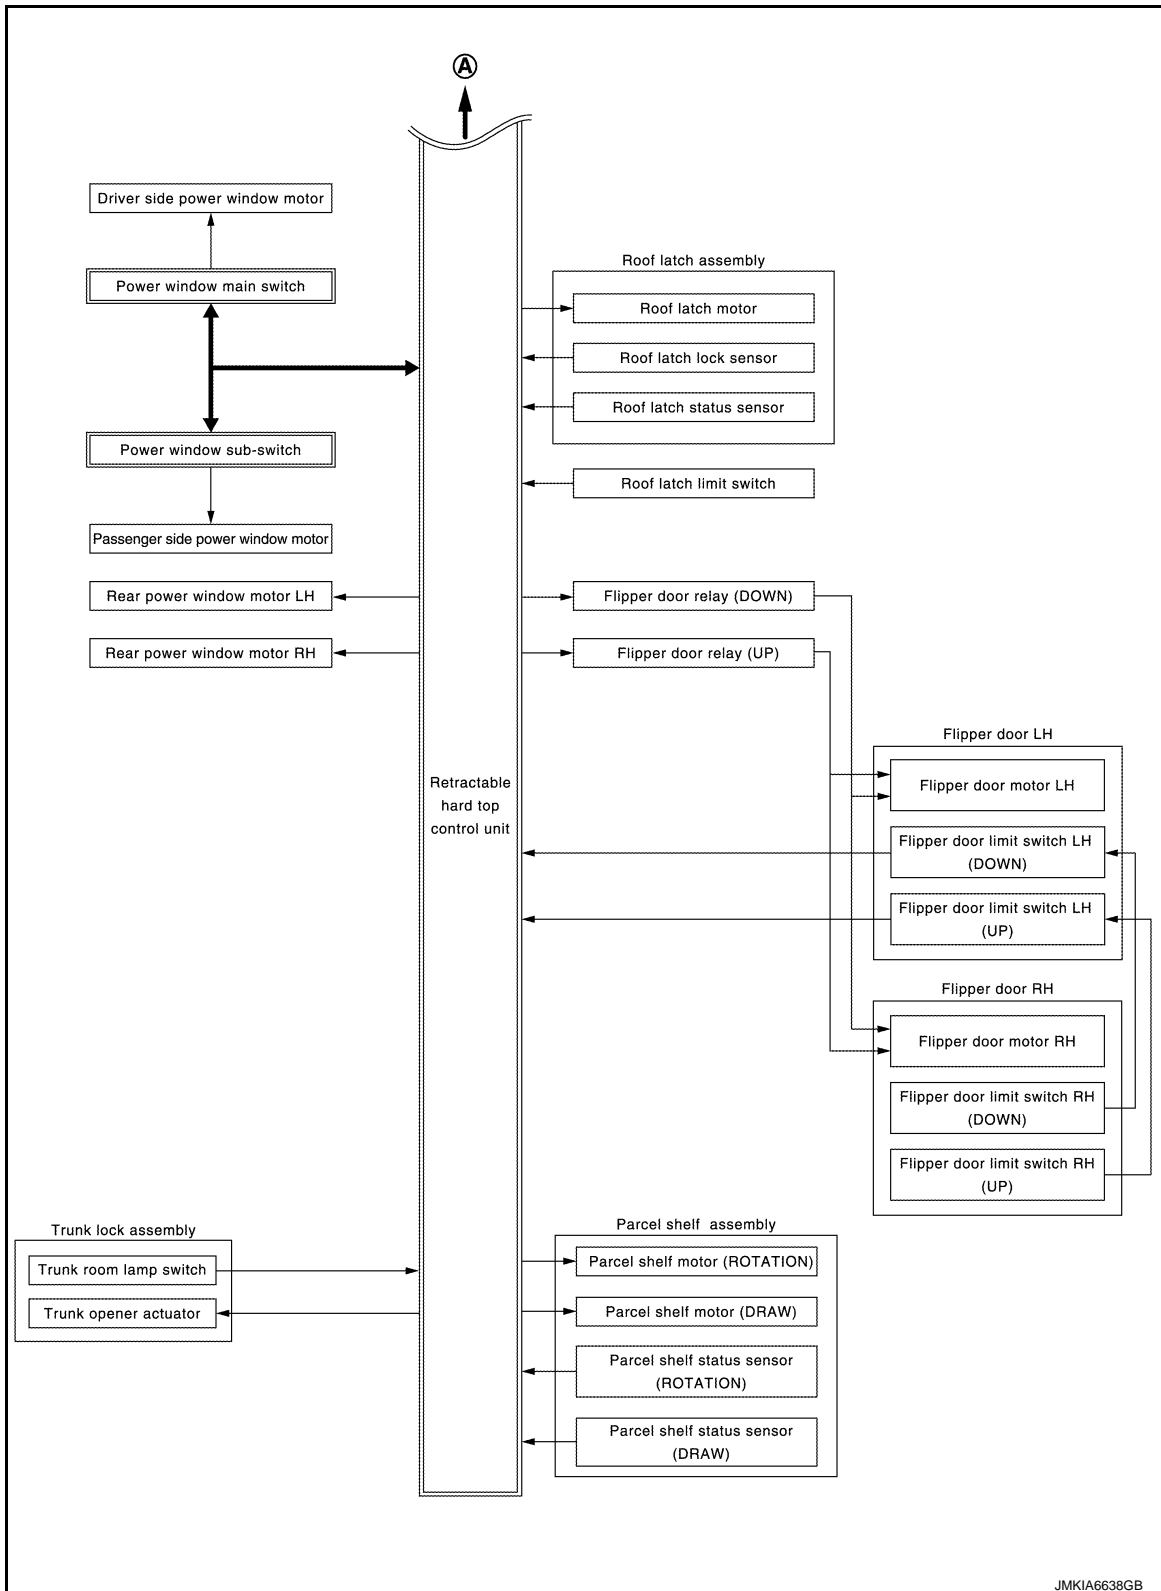 A
Driver side power window motor
Power window main switch
Power window sub-switch
Passenger side power window motor
Rear power window motor LH
Rear power window motor RH
Retractable
hard top
control unit
Roof latch assembly
Roof latch motor
Roof latch lock sensor
Roof latch status sensor
Roof latch limit switch
Flipper door relay (DOWN)
Flipper door relay (UP)
Flipper door LH
Flipper door motor LH
Flipper door limit switch LH
(DOWN)
Flipper door limit switch LH
(UP)
Flipper door RH
Flipper door motor RH
Flipper door limit switch RH
(DOWN)
Flipper door limit switch RH
(UP)
Trunk lock assembly
Trunk room lamp switch
Trunk opener actuator
Parcel shelf assembly
Parcel shelf motor (ROTATION)
Parcel shelf motor (DRAW)
Parcel shelf status sensor
(ROTATION)
Parcel shelf status sensor
(DRAW)
JMKIA6638GB